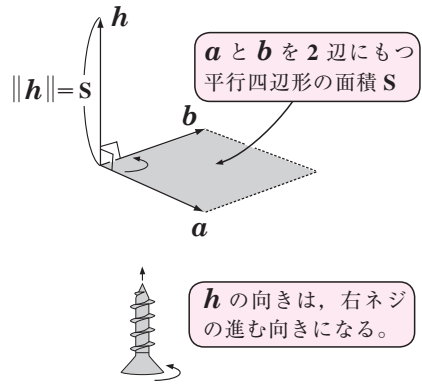 h
a と b を 2 辺にもつ
平行四辺形の面積 S
||h||=S
b
a
h の向きは，右ネジ
の進む向きになる。